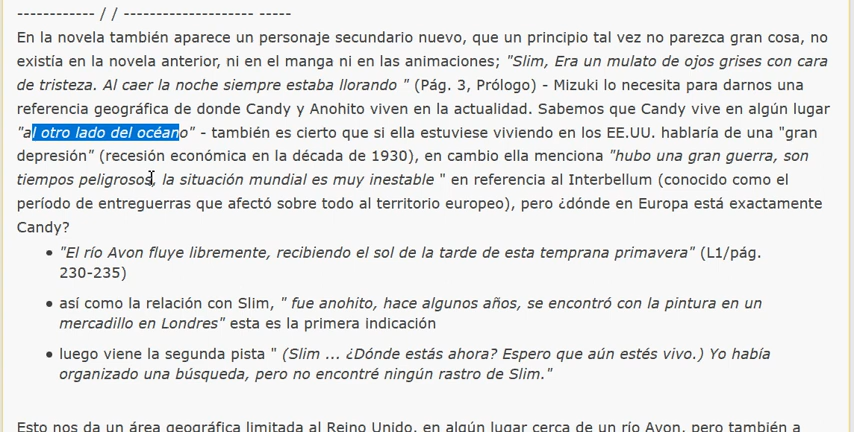 ------------ / / -------------------- -----
En la novela también aparece un personaje secundario nuevo, que un principio tal vez no parezca gran cosa, no
existía en la novela anterior, ni en el manga ni en las animaciones; "Slim, Era un mulato de ojos grises con cara
de tristeza. Al caer la noche siempre estaba llorando " (Pág. 3, Prólogo) - Mizuki lo necesita para darnos una
referencia geográfica de donde Candy y Anohito viven en la actualidad. Sabemos que Candy vive en algún lugar
"al otro lado del océano" - también es cierto que si ella estuviese viviendo en los EE.UU. hablaría de una "gran
depresión" (recesión económica en la década de 1930), en cambio ella menciona "hubo una gran guerra, son
tiempos peligrosos, la situación mundial es muy inestable " en referencia al Interbellum (conocido como el
período de entreguerras que afectó sobre todo al territorio europeo), pero ¿dónde en Europa está exactamente
Candy?
• "El río Avon fluye libremente, recibiendo el sol de la tarde de esta temprana primavera" (L1/pág.
230-235)
• así como la relación con Slim, " fue anohito, hace algunos años, se encontró con la pintura en un
mercadillo en Londres" esta es la primera indicación
• luego viene la segunda pista " (Slim ... ¿Dónde estás ahora? Espero que aún estés vivo.) Yo había
organizado una búsqueda, pero no encontré ningún rastro de Slim."
Esto nos da un área geográfica limitada al Reino Unido, en algún lugar cerca de un río Avon, pero también a